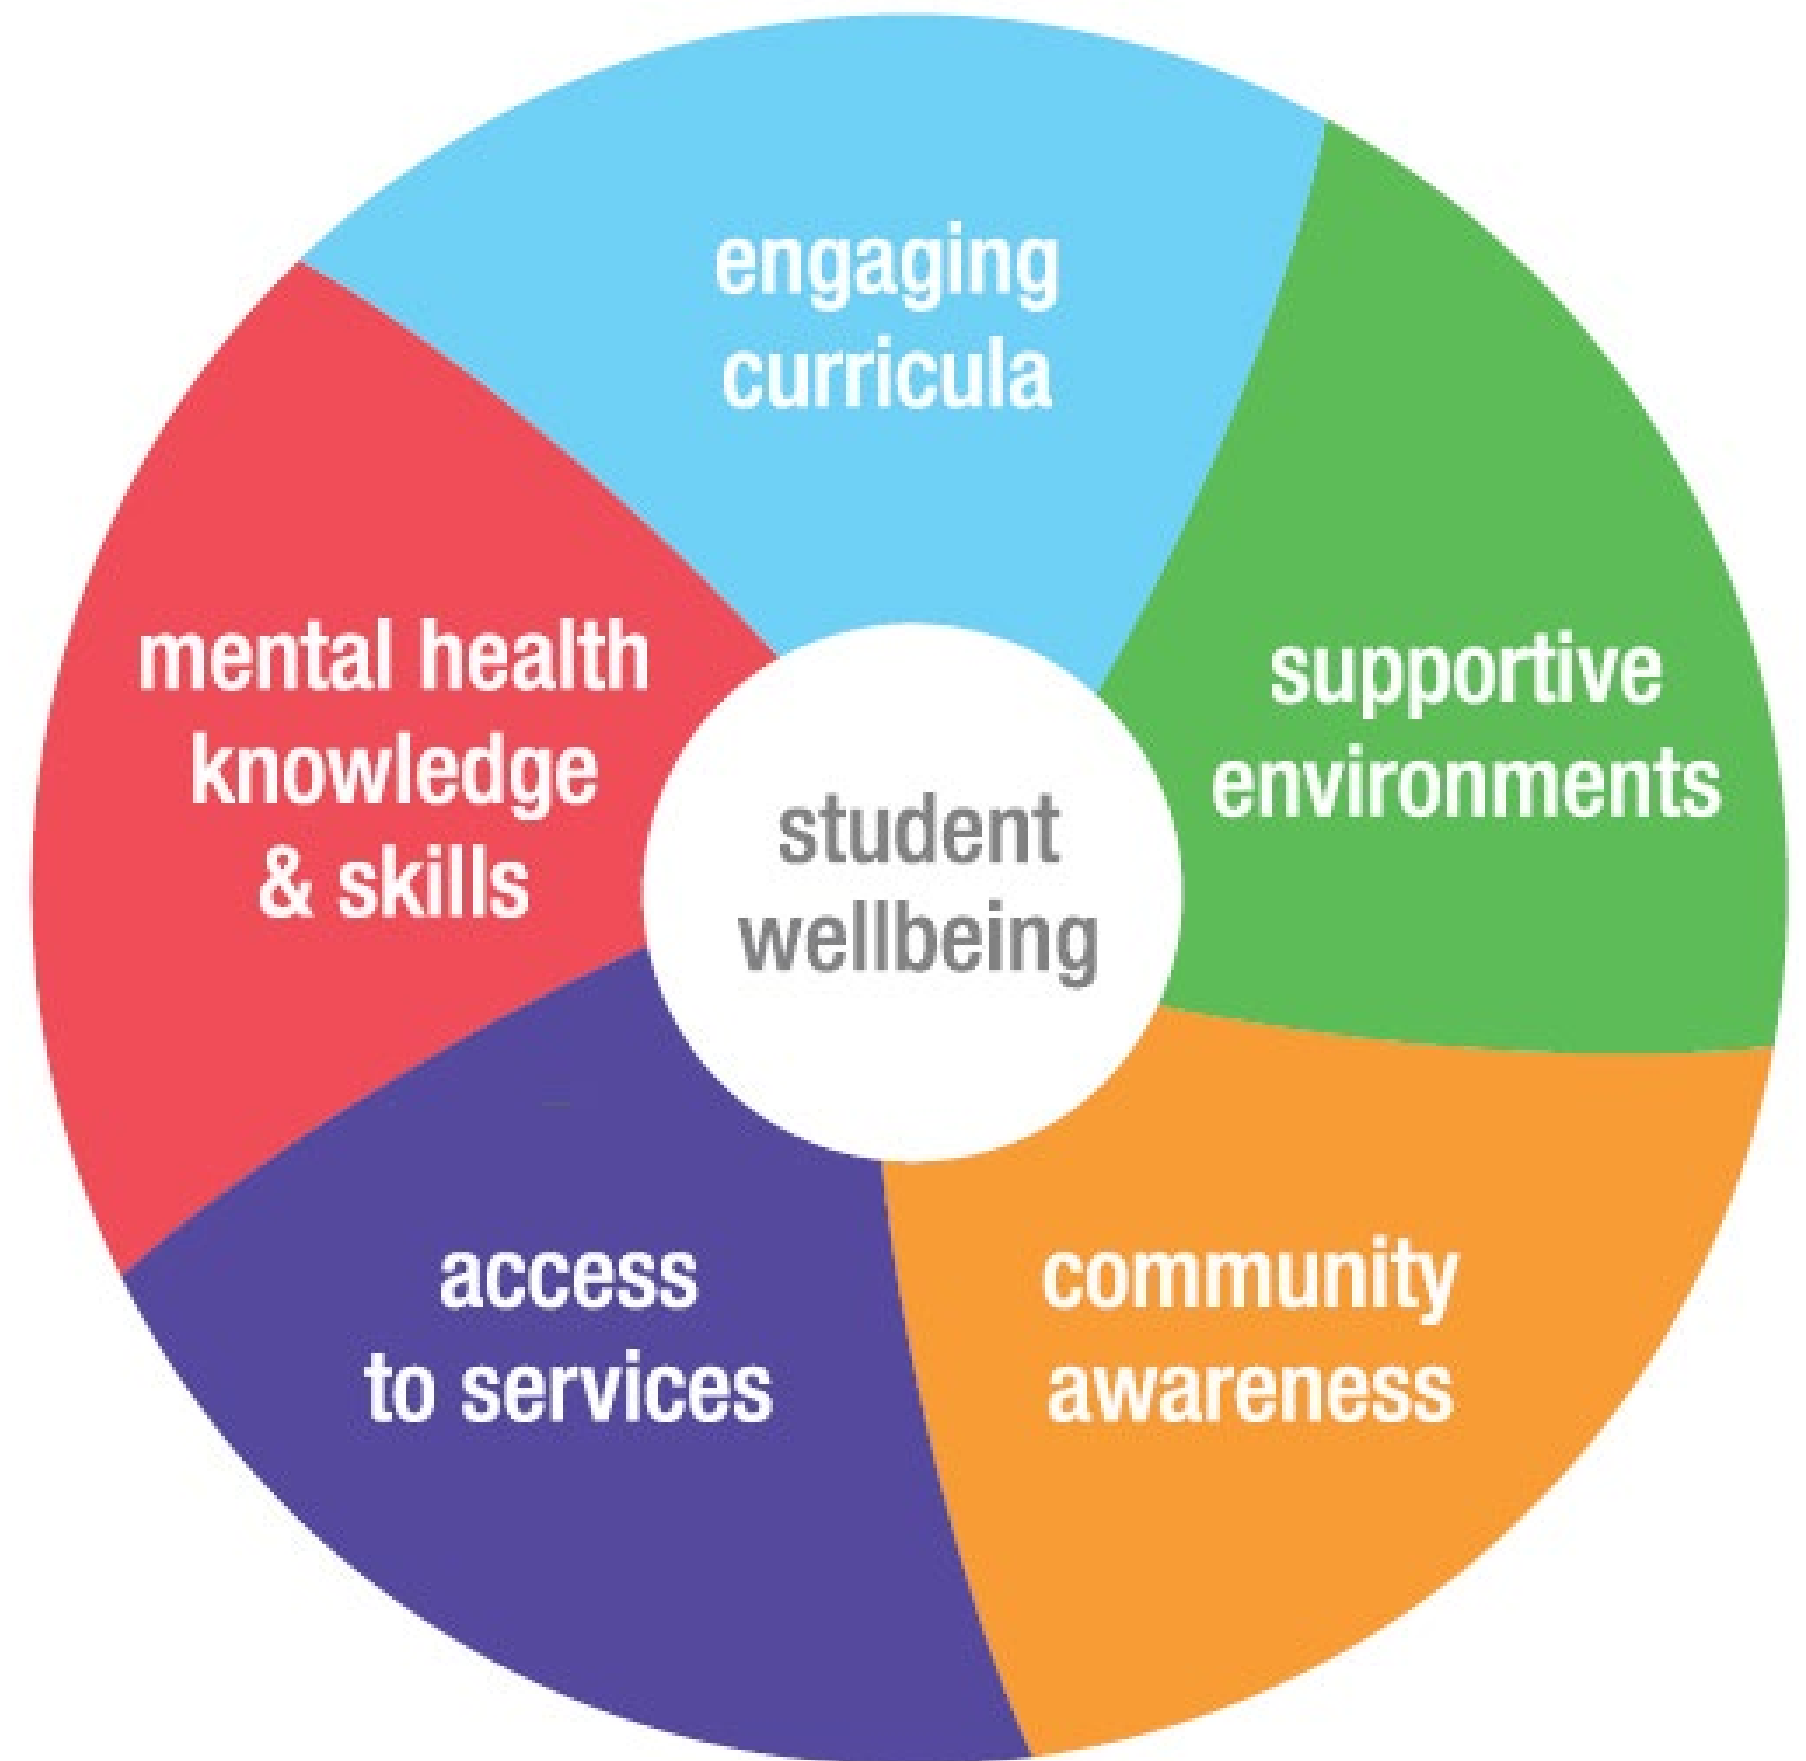 engaging
curricula
supportive
environments
mental health
knowledge
& skills
student
wellbeing
access
to services
community
awareness